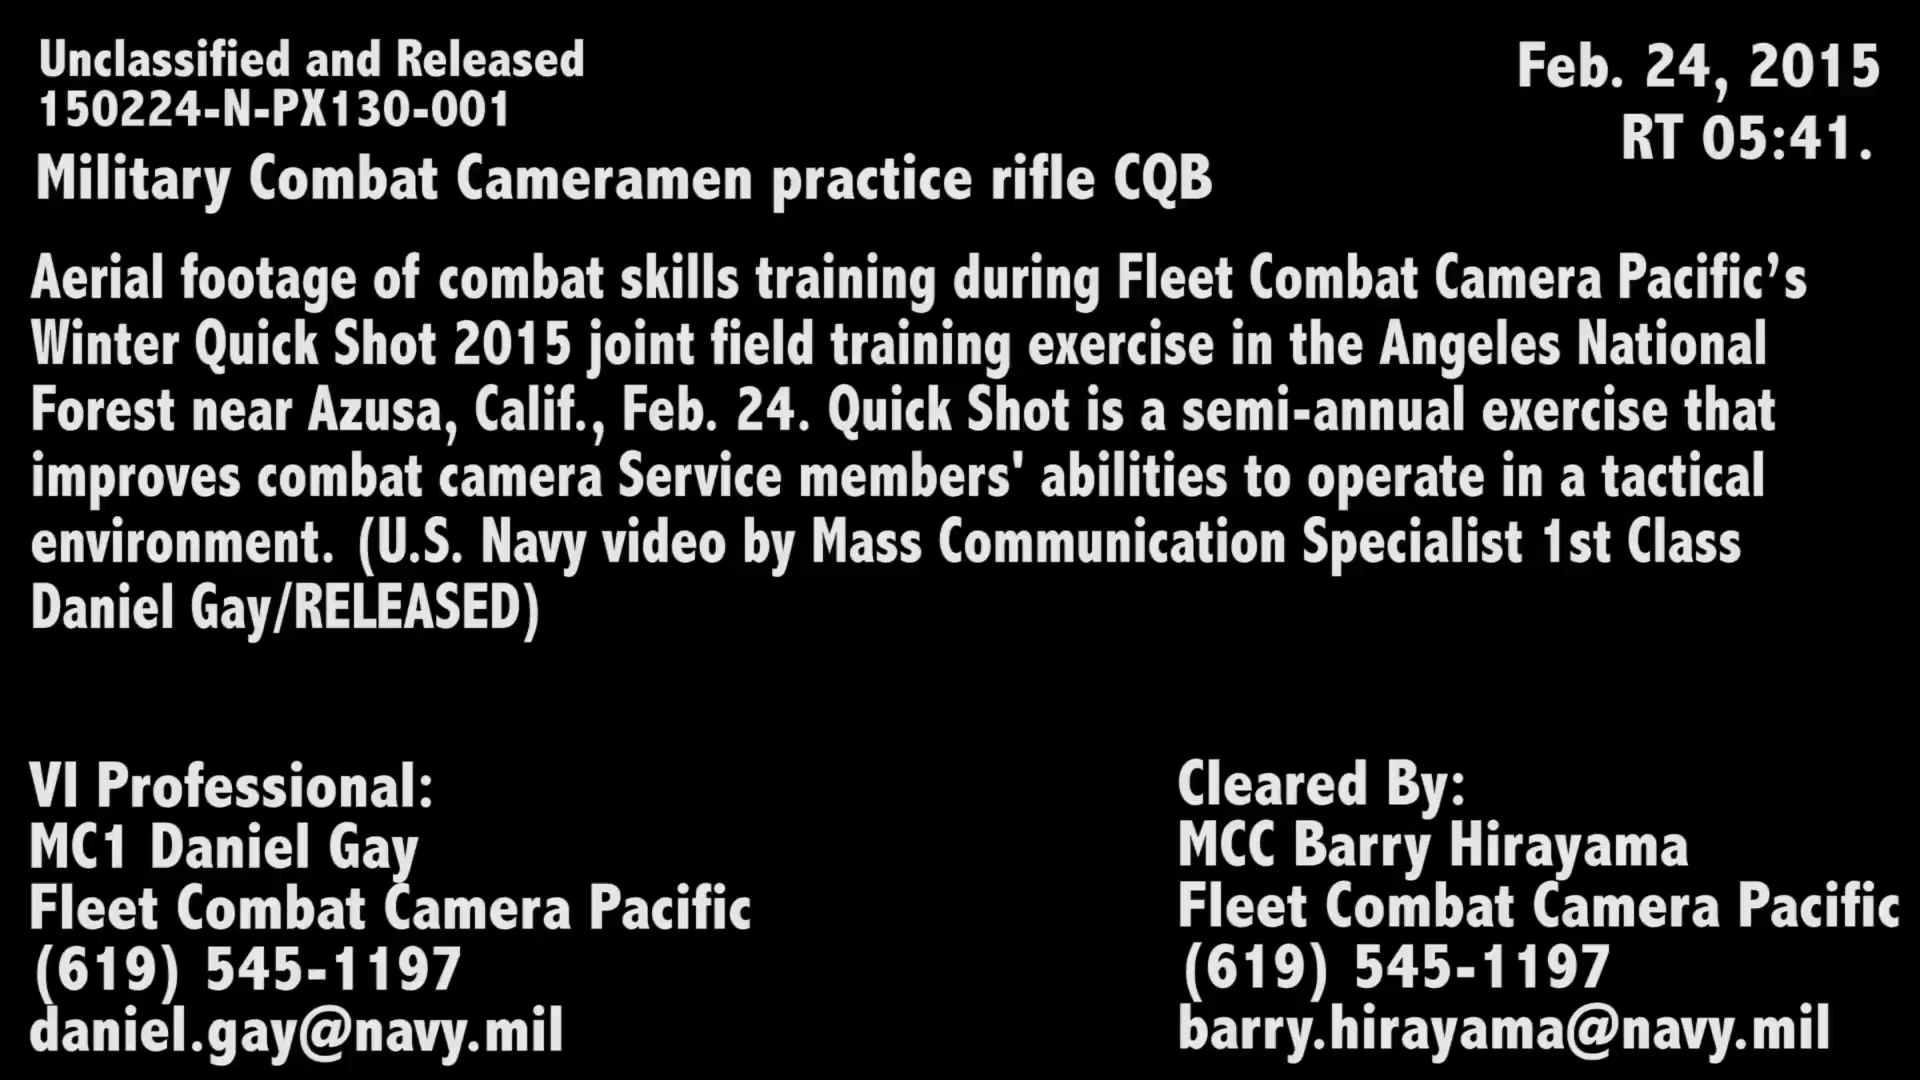 Unclassified and Released
150224-N-PX130-001
Feb. 24, 2015
RT 05:41.
Military Combat Cameramen practice rifle CQB
Aerial footage of combat skills training during Fleet Combat Camera Pacific’s
Winter Quick Shot 2015 joint field training exercise in the Angeles National
Forest near Azusa, Calif., Feb. 24. Quick Shot is a semi-annual exercise that
improves combat camera Service members' abilities to operate in a tactical
environment. (U.S. Navy video by Mass Communication Specialist 1st Class
Daniel Gay/RELEASED)
VI Professional:
MC1 Daniel Gay
Fleet Combat Camera Pacific
(619) 545-1197
daniel.gay@navy.mil
Cleared By:
MCC Barry Hirayama
Fleet Combat Camera Pacific
(619) 545-1197
barry.hirayama@navy.mil